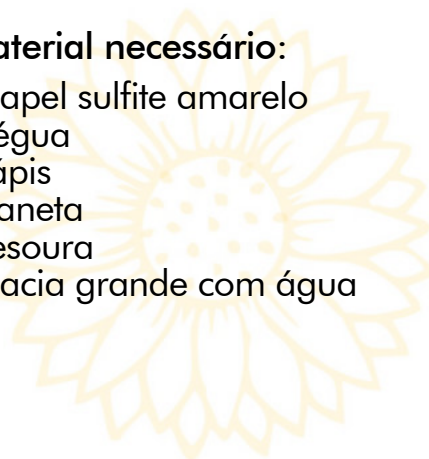 aterial necessário:
apel sulfite amarelo
égua
ápis
aneta
esoura
acia grande com água